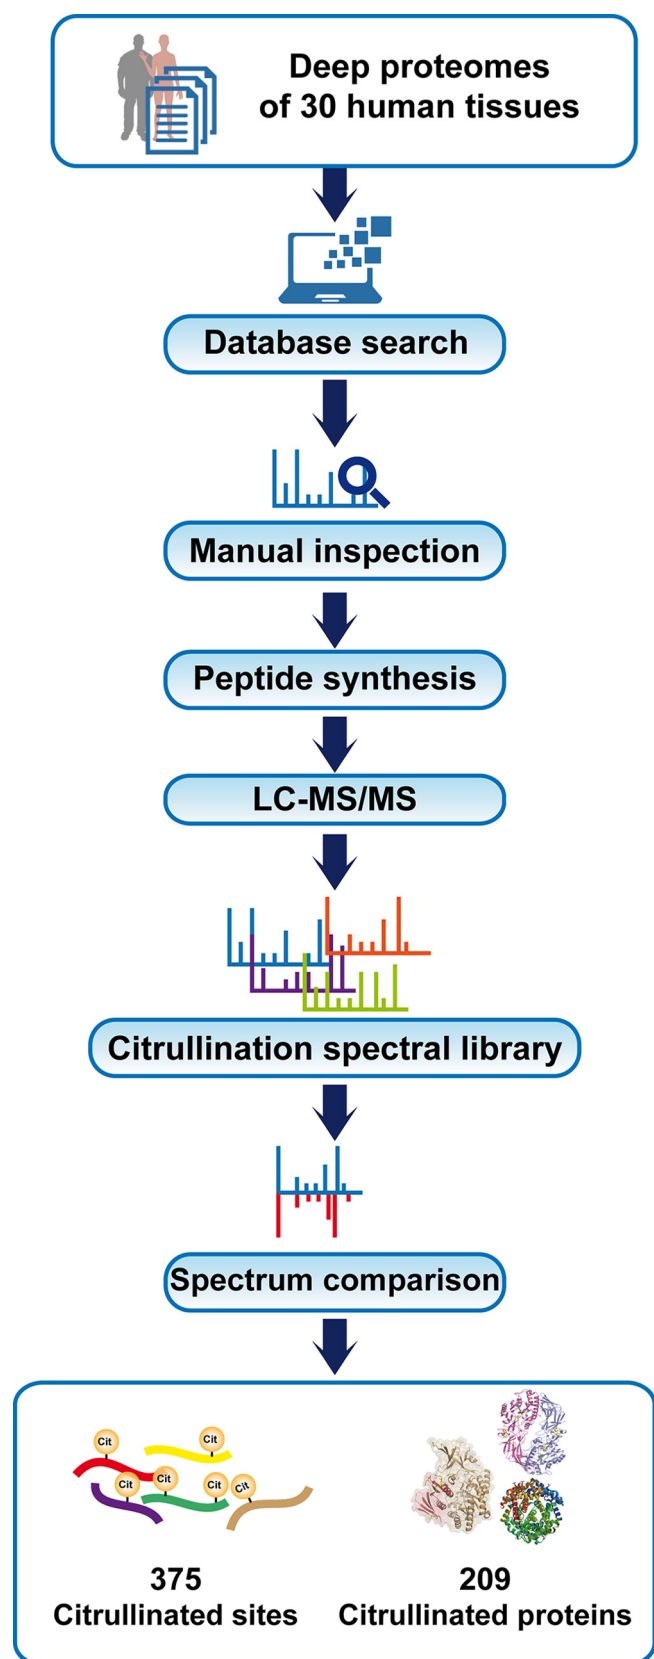 Deep proteomes
of 30 human tissues
Database search
Manual inspection
Peptide synthesis
LC-MS/MS
Citrullination spectral library
Spectrum comparison
Cit
Cit
Cit
Cit
Cit
Cit
375
Citrullinated sites
209
Citrullinated proteins